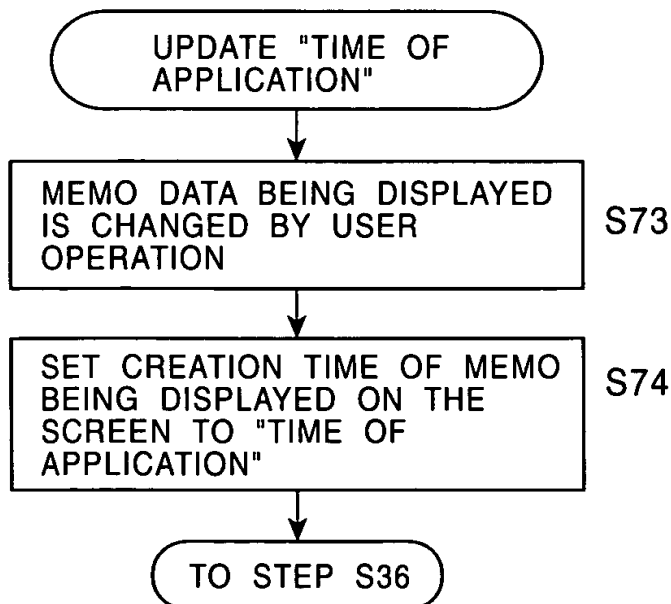 UPDATE "TIME OF
APPLICATION"
MEMO DATA BEING DISPLAYED
IS CHANGED BY USER
OPERATION
S73
SET CREATION TIME OF MEMO
BEING DISPLAYED ON THE
SCREEN TO "TIME OF
APPLICATION"
S74
TO STEP S36